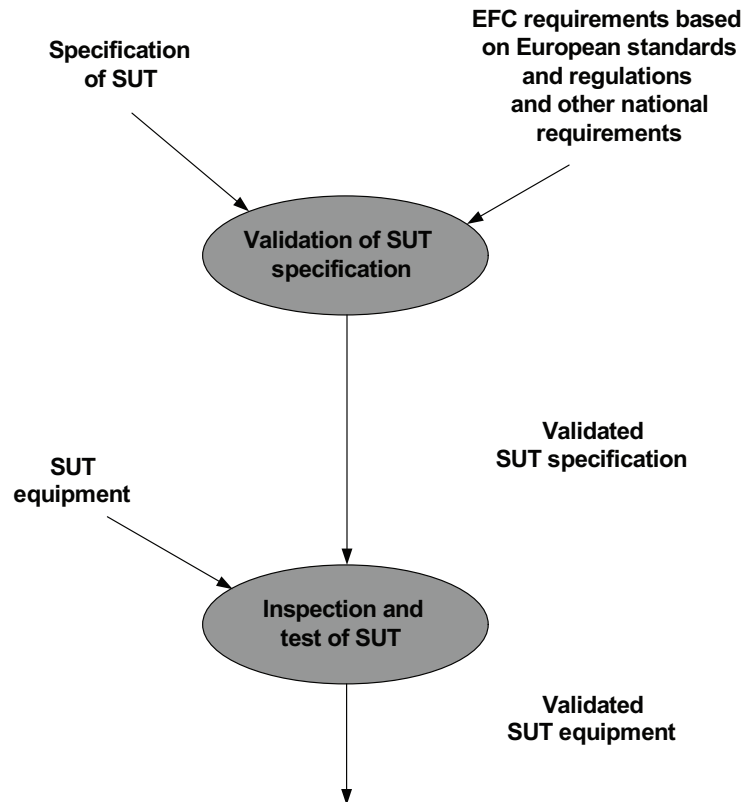 Specification
of SUT
EFC requirements based
on European standards
and regulations
and other national
requirements
Validation of SUT
specification
Validated
SUT specification
SUT
equipment
Inspection and
test of SUT
Validated
SUT equipment